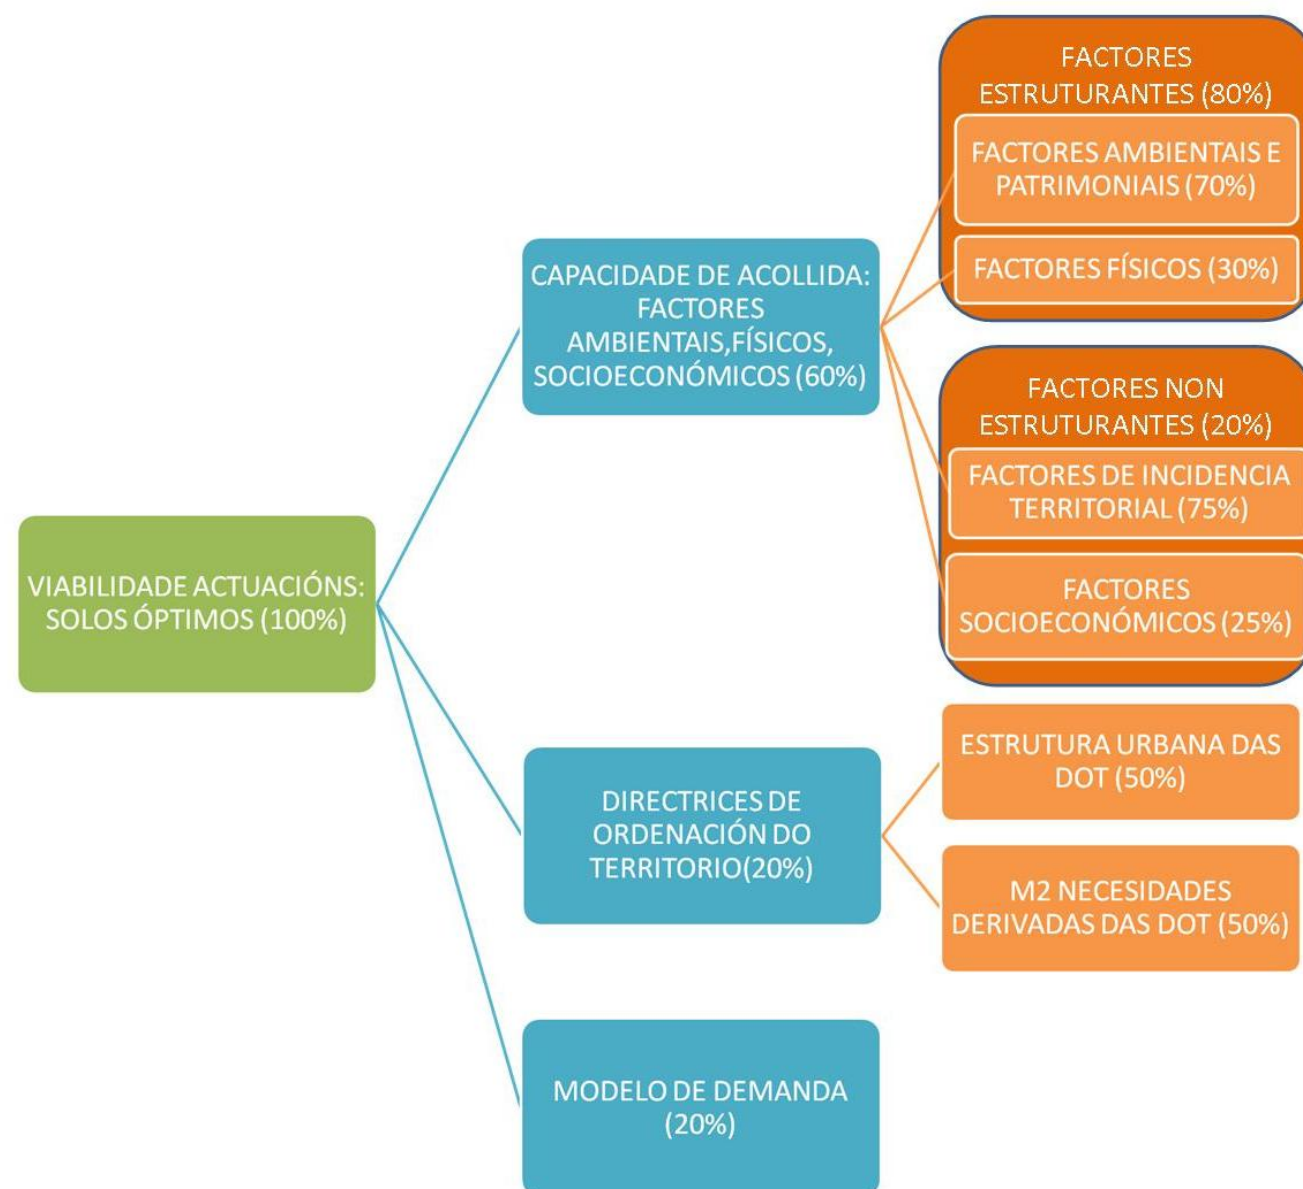 VIABILIDADE ACTUACIÓNS:
SOLOS ÓPTIMOS (100%)
CAPACIDADE DE ACOLLIDA:
FACTORES
AMBIENTAIS,FÍSICOS,
SOCIOECONÓMICOS (60%)
FACTORES
ESTRUTURANTES (80%)
FACTORES AMBIENTAIS E
PATRIMONIAIS (70%)
FACTORES FÍSICOS (30%)
FACTORES NON
ESTRUTURANTES (20%)
FACTORES DE INCIDENCIA
TERRITORIAL (75%)
FACTORES
SOCIOECONÓMICOS (25%)
DIRECTRICES DE
ORDENACIÓN DO
TERRITORIO(20%)
ESTRUTURA URBANA DAS
DOT (50%)
M2 NECESIDADES
DERIVADAS DAS DOT (50%)
MODELO DE DEMANDA
(20%)